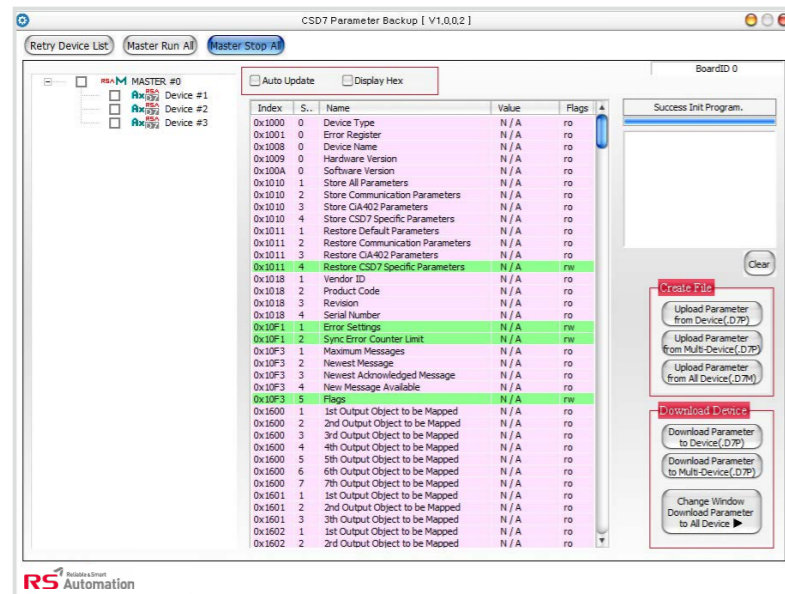 CSD7 Parameter Backup [ V1,0,0,2 ]
Retry Device List Master Run All Master Stop All
BoardID 0
RSA M MASTER #0
Device #1
Device #2
Device #3
Auto Update Display Hex
Success Init Program.
Index S.. Name Value Flags
0x1000 0 Device Type N / A ro
0x1001 0 Error Register N / A ro
0x1008 0 Device Name N / A ro
0x1009 0 Hardware Version N / A ro
0x100A 0 Software Version N / A ro
0x1010 1 Store All Parameters N / A ro
0x1010 2 Store Communication Parameters N / A ro
0x1010 3 Store CiA402 Parameters N / A ro
0x1010 4 Store CSD7 Specific Parameters N / A ro
0x1011 1 Restore Default Parameters N / A ro
0x1011 2 Restore Communication Parameters N / A ro
0x1011 3 Restore CiA402 Parameters N / A ro
0x1011 4 Restore CSD7 Specific Parameters N / A rw
0x1018 1 Vendor ID N / A ro
0x1018 2 Product Code N / A ro
0x1018 3 Revision N / A ro
0x1018 4 Serial Number N / A ro
0x10F1 1 Error Settings N / A rw
0x10F1 2 Sync Error Counter Limit N / A rw
0x10F3 1 Maximum Messages N / A ro
0x10F3 2 Newest Message N / A ro
0x10F3 3 Newest Acknowledged Message N / A ro
0x10F3 4 New Message Available N / A ro
0x10F3 5 Flags N / A rw
0x1600 1 1st Output Object to be Mapped N / A ro
0x1600 2 2nd Output Object to be Mapped N / A ro
0x1600 3 3rd Output Object to be Mapped N / A ro
0x1600 4 4th Output Object to be Mapped N / A ro
0x1600 5 5th Output Object to be Mapped N / A ro
0x1600 6 6th Output Object to be Mapped N / A ro
0x1600 7 7th Output Object to be Mapped N / A ro
0x1601 1 1st Output Object to be Mapped N / A ro
0x1601 2 2nd Output Object to be Mapped N / A ro
0x1601 3 3th Output Object to be Mapped N / A ro
0x1602 1 1st Output Object to be Mapped N / A ro
0x1602 2 2rd Output Object to be Mapped N / A ro
Clear
Create File
Upload Parameter
from Device(.D7P)
Upload Parameter
from Multi-Device(.D7P)
Upload Parameter
from All Device(.D7M)
Download Device
Download Parameter
to Device(.D7P)
Download Parameter
to Multi-Device(.D7P)
Change Window
Download Parameter
to All Device ▶
RS Reliable & Smart
Automation